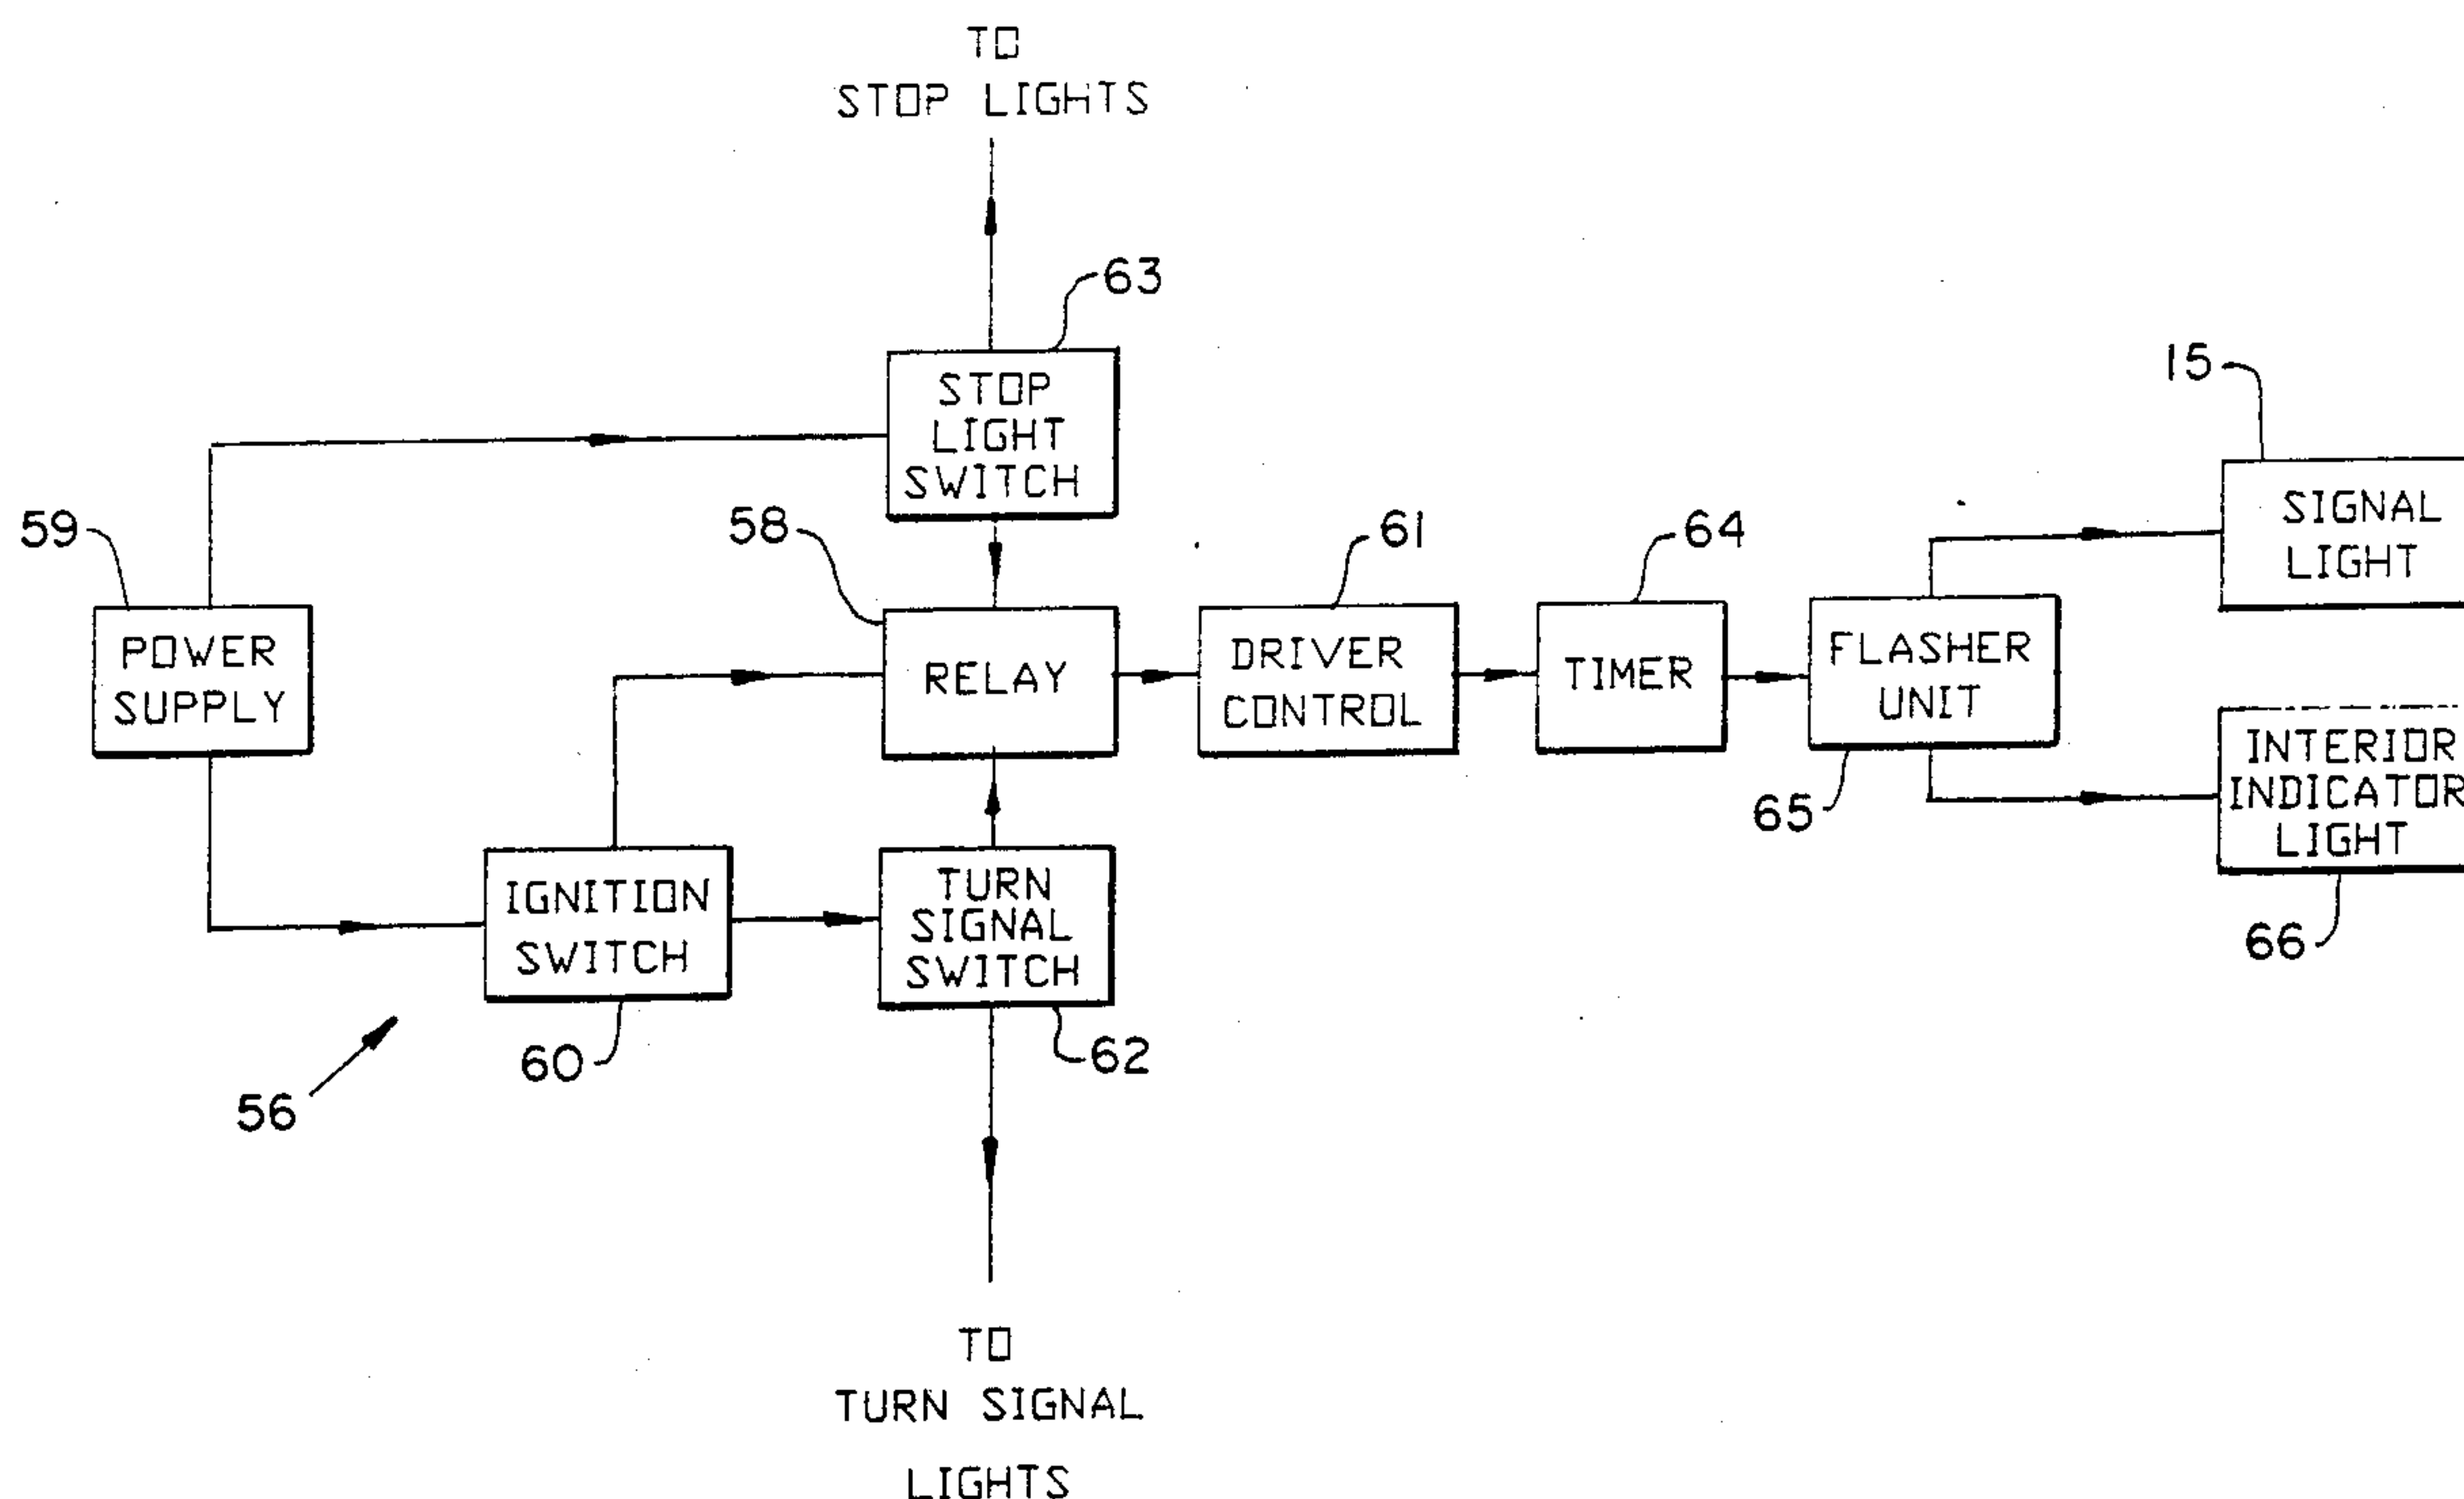 TO
STOP LIGHTS
63
STOP
LIGHT
SWITCH
15
SIGNAL
LIGHT
59
58
61
64
POWER
SUPPLY
RELAY
DRIVER
CONTROL
TIMER
FLASHER
UNIT
65
INTERIOR
INDICATOR
LIGHT
66
IGNITION
SWITCH
60
TURN
SIGNAL
SWITCH
62
56
TO
TURN SIGNAL
LIGHTS